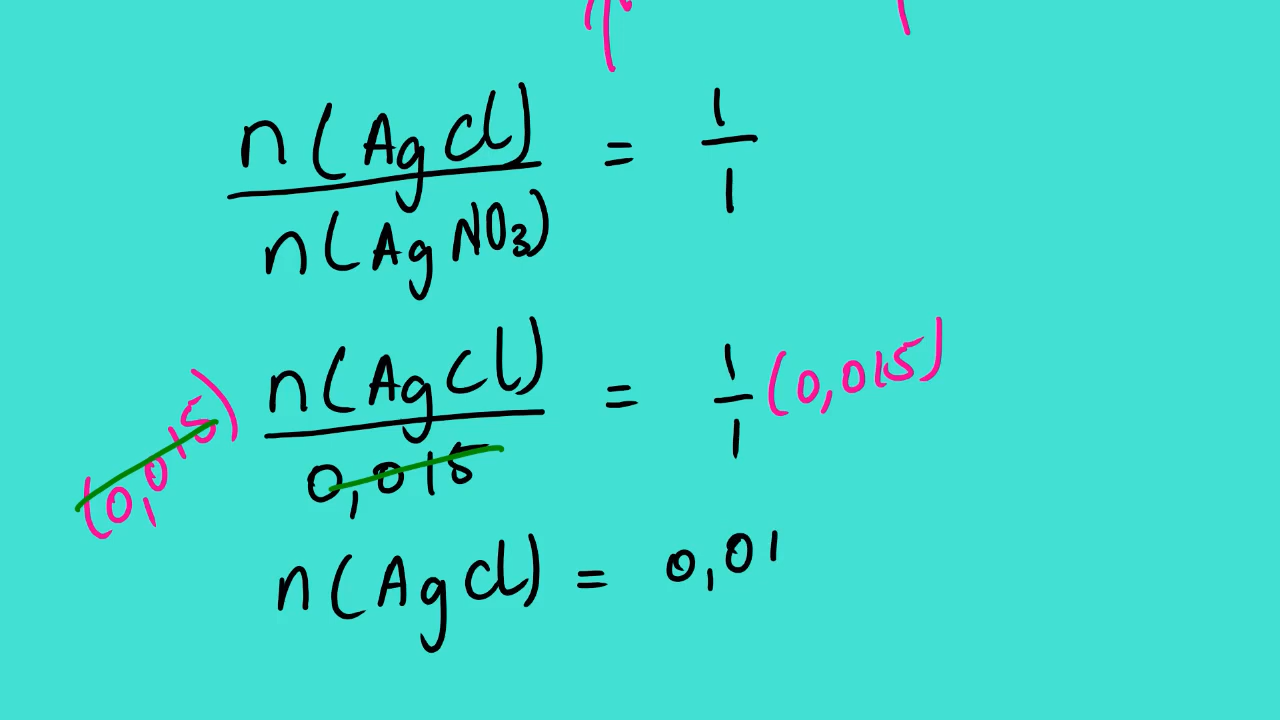 n(AgCl) / n(AgNO₃) = 1/1
(0,015) n(AgCl) / 0,015 = 1/1 (0,015)
n(AgCl) = 0,01